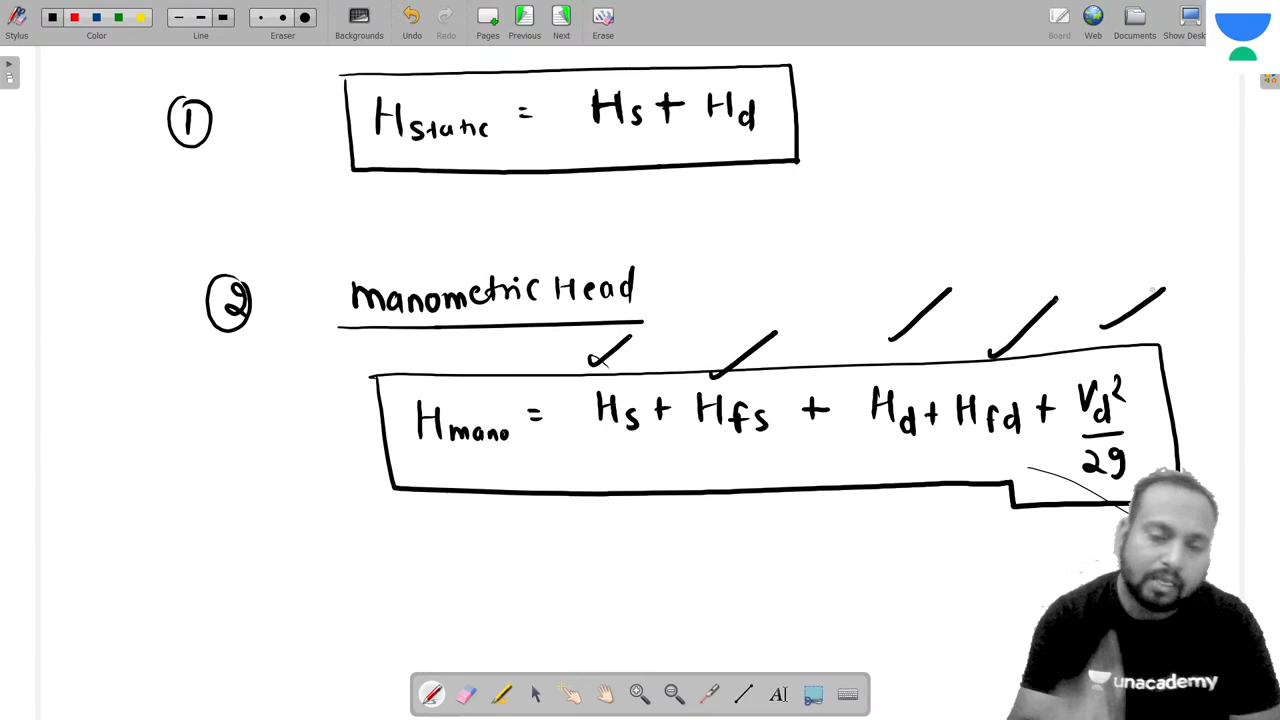 Stylus Color Line Eraser Backgrounds Undo Redo Pages Previous Next Erase Board Web Documents Show Desk
① Hstatic = Hs + Hd
② manometric Head
Hmano = Hs + Hfs + Hd + Hfd + Vd²/2g
unacademy
AI